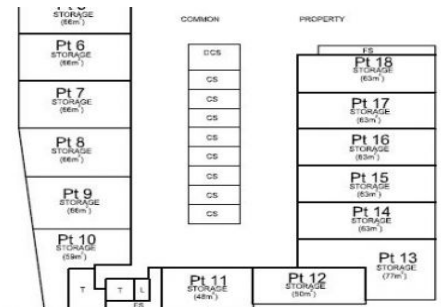 COMMON PROPERTY
STORAGE
(66m²)
Pt 6
STORAGE
(66m²)
Pt 7
STORAGE
(66m²)
Pt 8
STORAGE
(66m²)
Pt 9
STORAGE
(66m²)
Pt 10
STORAGE
(59m²)
CS
CS
CS
CS
CS
CS
CS
CS
FS
Pt 18
STORAGE
(63m²)
Pt 17
STORAGE
(63m²)
Pt 16
STORAGE
(63m²)
Pt 15
STORAGE
(63m²)
Pt 14
STORAGE
(63m²)
Pt 13
STORAGE
(77m²)
T
T
L
FS
Pt 11
STORAGE
(48m²)
Pt 12
STORAGE
(50m²)